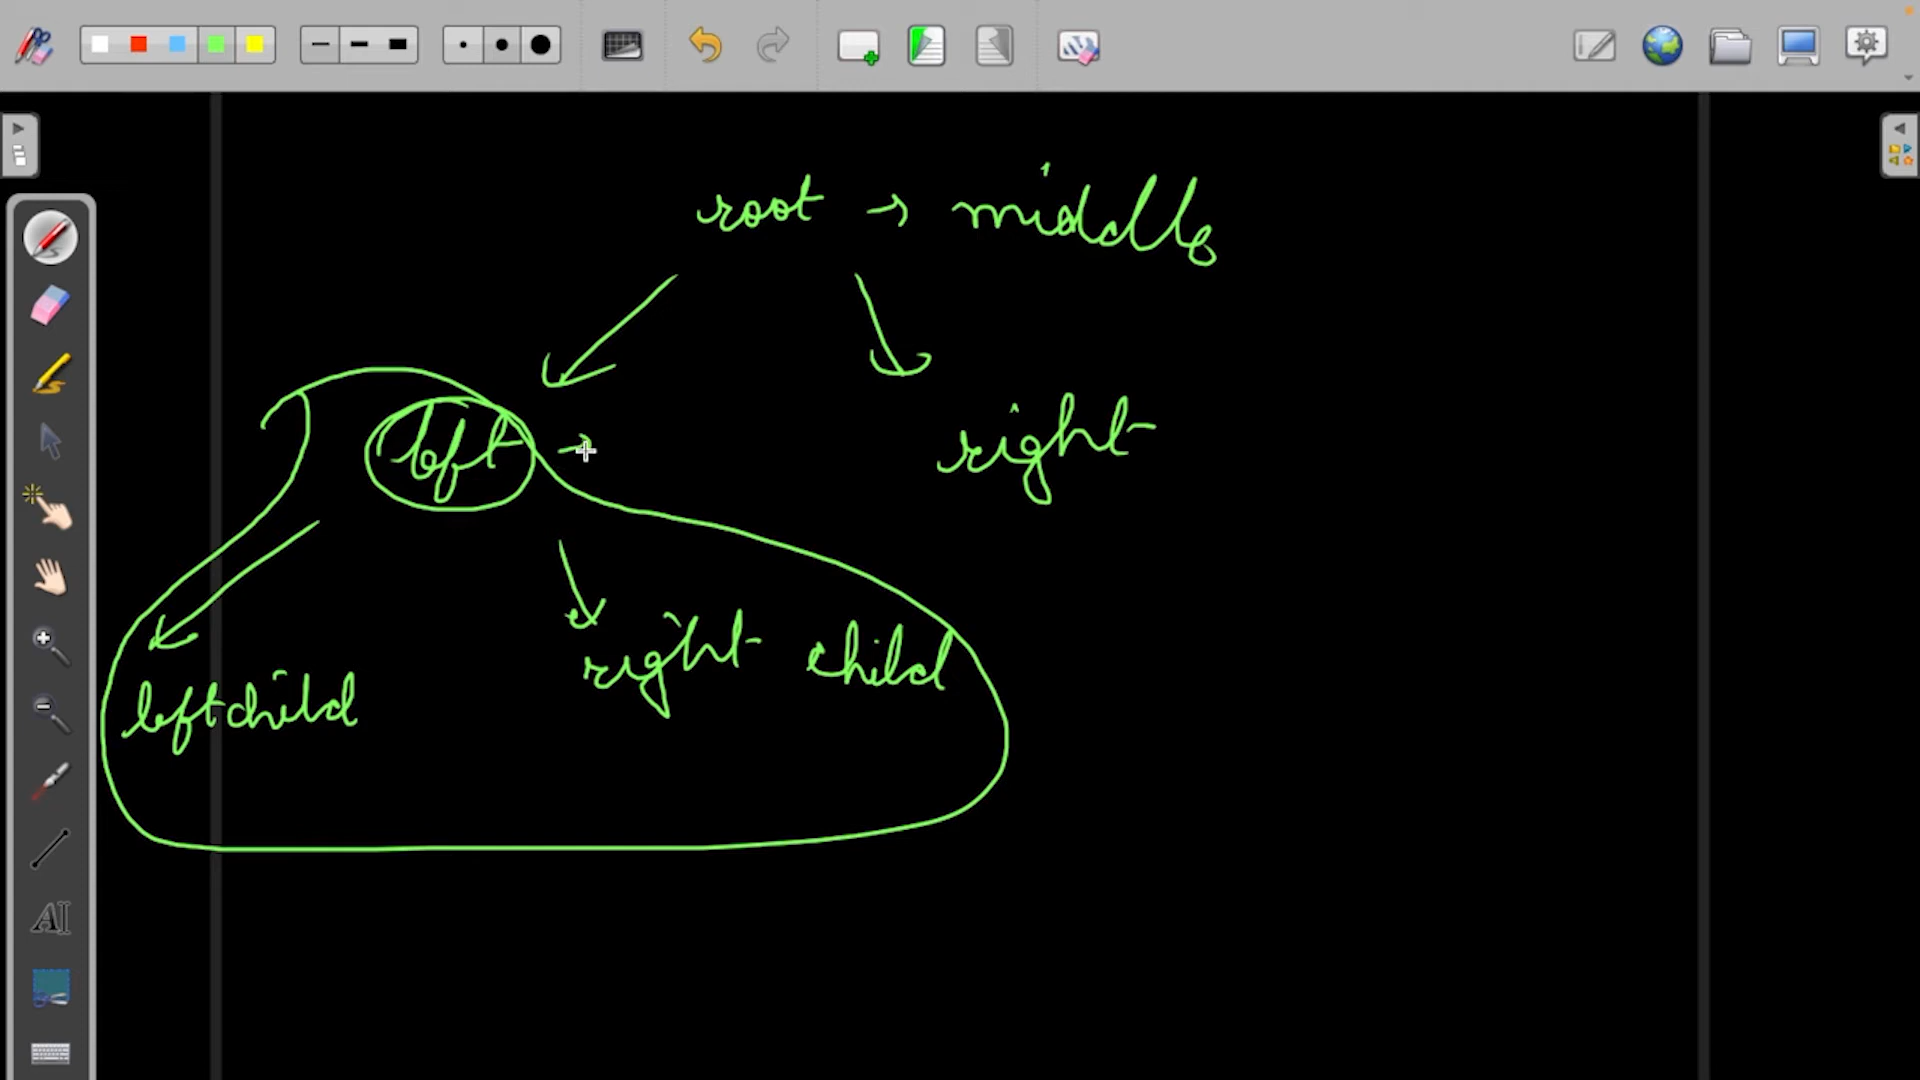 root → middle
left →
right
right child
leftchild